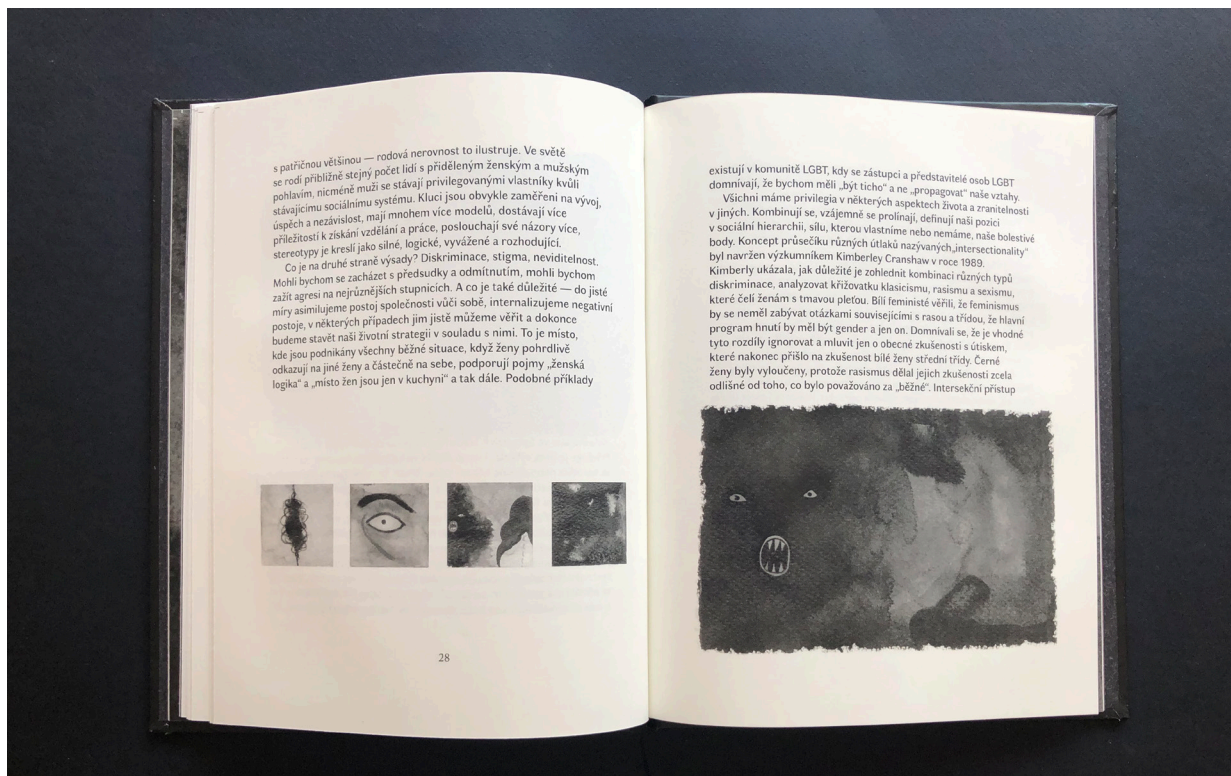 s patřičnou většinou — rodová nerovnost to ilustruje. Ve světě
se rodí přibližně stejný počet lidí s přiděleným ženským a mužským
pohlavím, nicméně muži se stávají privilegovanými vlastníky kvůli
stávajícimu sociálnímu systému. Kluci jsou obvykle zaměřeni na vývoj,
úspěch a nezávislost, mají mnohem více modelů, dostávají více
příležitostí k získání vzdělání a práce, poslouchají své názory více,
stereotypy je kreslí jako silné, logické, vyvážené a rozhodující.
Co je na druhé straně výsady? Diskriminace, stigma, neviditelnost.
Mohli bychom se zacházet s předsudky a odmítnutím, mohli bychom
zažít agresi na nejrůznějších stupnicích. A co je také důležité — do jisté
míry asimilujeme postoj společnosti vůči sobě, internalizujeme negativní
postoje, v některých případech jim jistě můžeme věřit a dokonce
budeme stavět naši životní strategii v souladu s nimi. To je místo,
kde jsou podnikány všechny běžné situace, když ženy pohrdlivě
odkazují na jiné ženy a částečně na sebe, podporují pojmy „ženská
logika“ a „místo žen jsou jen v kuchyni“ a tak dále. Podobné příklady
28
existují v komunitě LGBT, kdy se zástupci a představitelé osob LGBT
domnívají, že bychom měli „být ticho“ a ne „propagovat“ naše vztahy.
Všichni máme privilegia v některých aspektech života a zranitelnosti
v jiných. Kombinují se, vzájemně se prolínají, definují naši pozici
v sociální hierarchii, sílu, kterou vlastníme nebo nemáme, naše bolestivé
body. Koncept průsečíku různých útlaků nazývaných„intersectionality“
byl navržen výzkumníkem Kimberley Cranshaw v roce 1989.
Kimberly ukázala, jak důležité je zohlednit kombinaci různých typů
diskriminace, analyzovat křižovatku klasicismu, rasismu a sexismu,
které čelí ženám s tmavou pleťou. Bílí feministé věřili, že feminismus
by se neměl zabývat otázkami souvisejícími s rasou a třídou, že hlavní
program hnutí by měl být gender a jen on. Domnívali se, že je vhodné
tyto rozdíly ignorovat a mluvit jen o obecné zkušenosti s útiskem,
které nakonec přišlo na zkušenost bílé ženy střední třídy. Černé
ženy byly vyloučeny, protože rasismus dělal jejich zkušenosti zcela
odlišné od toho, co bylo považováno za „běžné“. Intersekční přístup